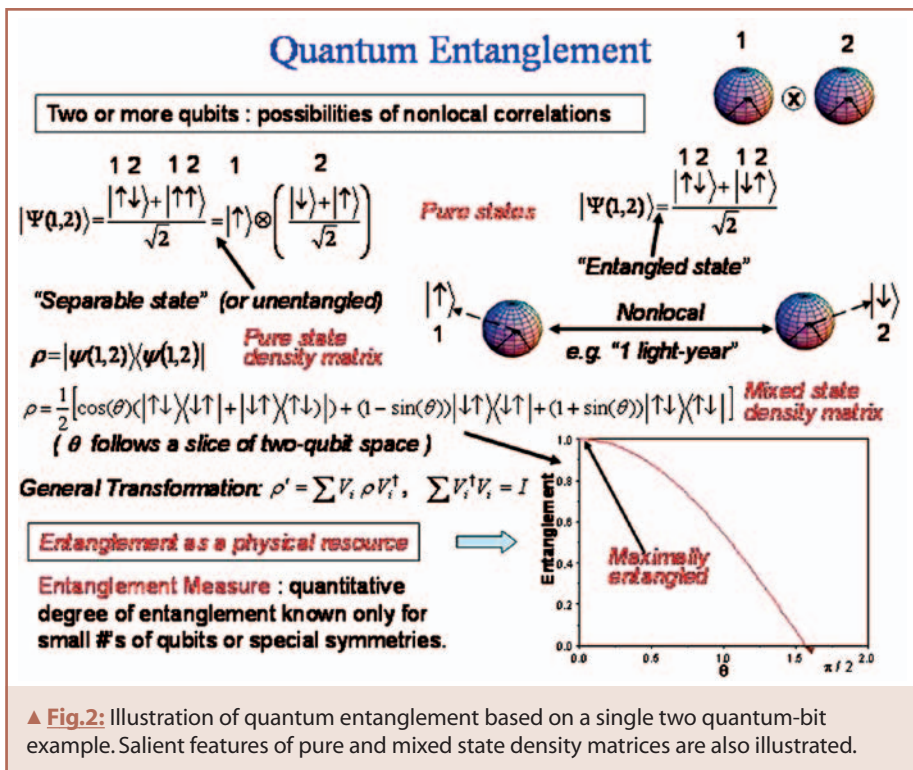 Quantum Entanglement
1 2
Two or more qubits : possibilities of nonlocal correlations
X
1 2 1 2 1 2
|Ψ(1,2)⟩ = (|↑↓⟩+|↑↑⟩)/√2 = |↑⟩⊗((|↓⟩+|↑⟩)/√2)
Pure states
1 2 1 2
|Ψ(1,2)⟩ = (|↑↓⟩+|↓↑⟩)/√2
"Entangled state"
"Separable state" (or unentangled)
|↑⟩
1
Nonlocal
e.g. "1 light-year"
|↓⟩
2
ρ=|ψ(1,2)⟩⟨ψ(1,2)|
Pure state
density matrix
ρ=½[cos(θ)(|↑↓⟩⟨↓↑|+|↓↑⟩⟨↑↓)|)+(1−sin(θ))|↓↑⟩⟨↓↑|+(1+sin(θ))|↑↓⟩⟨↑↓|]
Mixed state
density matrix
( θ follows a slice of two-qubit space )
General Transformation: ρ' = ∑ V_i ρV_i†, ∑ V_i†V_i = I
Entanglement as a physical resource
Entanglement Measure : quantitative
degree of entanglement known only for
small #'s of qubits or special symmetries.
Entanglement
1.0
0.8
0.6
0.4
0.2
0.0
Maximally
entangled
0.0 0.5 1.0 1.5 π/2 2.0
θ
▲ Fig.2: Illustration of quantum entanglement based on a single two quantum-bit
example. Salient features of pure and mixed state density matrices are also illustrated.